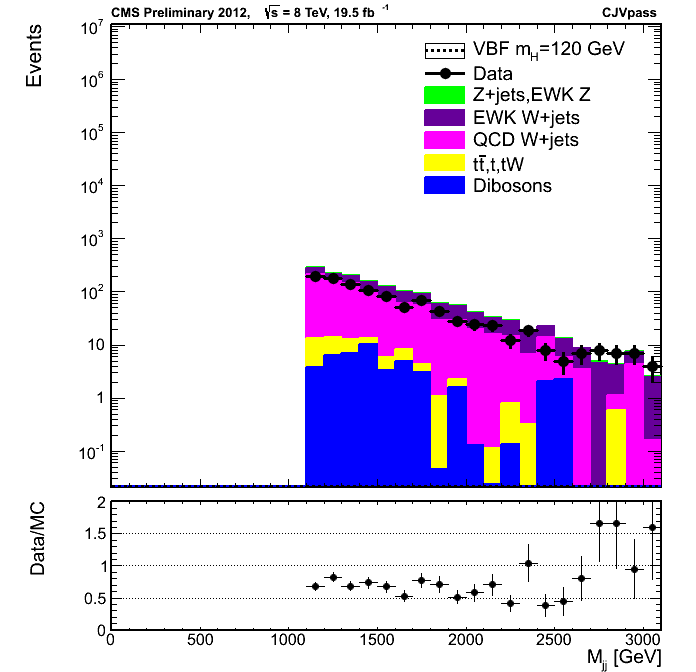 CMS Preliminary 2012, √s = 8 TeV, 19.5 fb⁻¹ CJVpass
Events
10⁷
10⁶
10⁵
10⁴
10³
10²
10
1
10⁻¹
VBF m_H=120 GeV
Data
Z+jets,EWK Z
EWK W+jets
QCD W+jets
tt̄,t,tW
Dibosons
Data/MC
2
1.5
1
0.5
0
0 500 1000 1500 2000 2500 3000
M_jj [GeV]